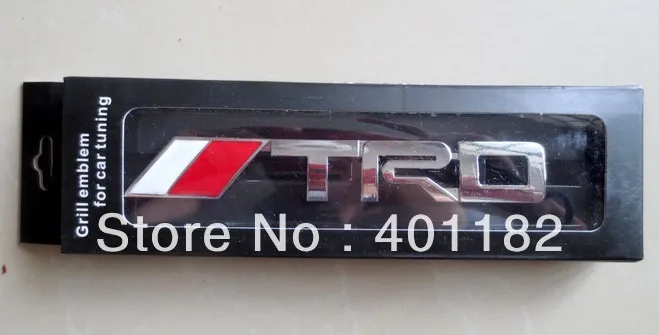 Grill emblem
for car tuning
TRD
Store No : 401182